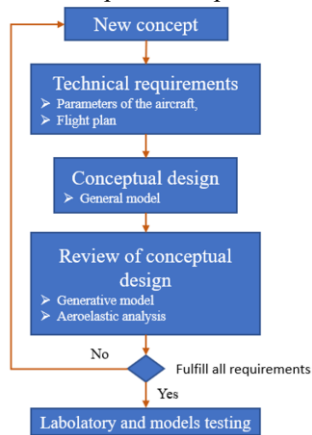 New concept
Technical requirements
➢ Parameters of the aircraft,
➢ Flight plan
Conceptual design
➢ General model
Review of conceptual
design
➢ Generative model
➢ Aeroelastic analysis
No
Fulfill all requirements
Yes
Labolatory and models testing